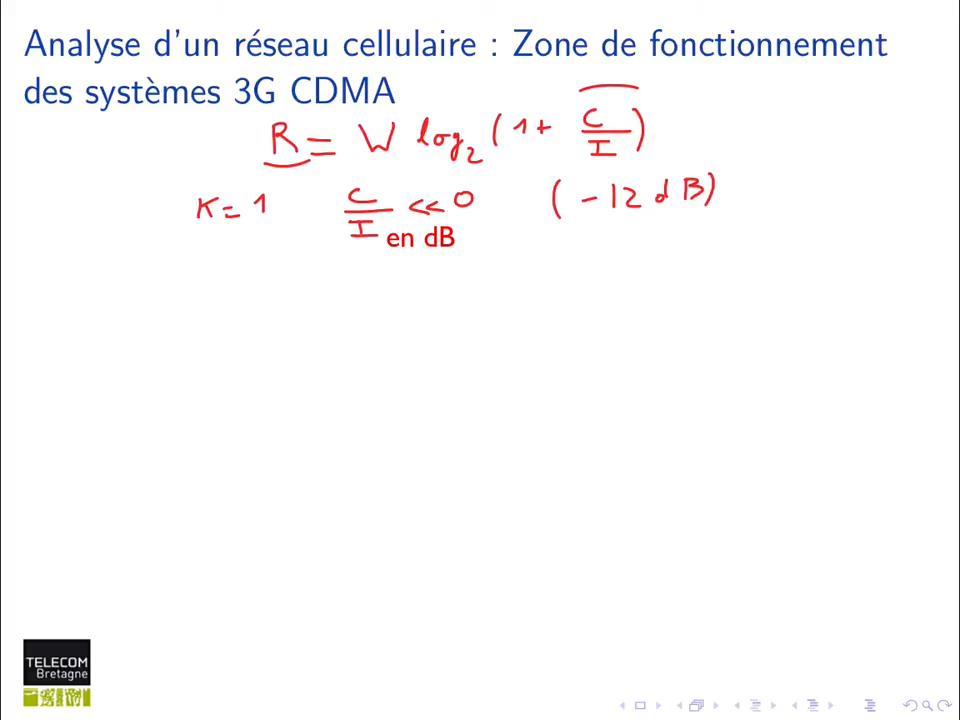 Analyse d'un réseau cellulaire : Zone de fonctionnement
des systèmes 3G CDMA
R = W log₂ (1 + C/I)
K = 1 C/I << 0 (-12 dB)
en dB
TELECOM
Bretagne